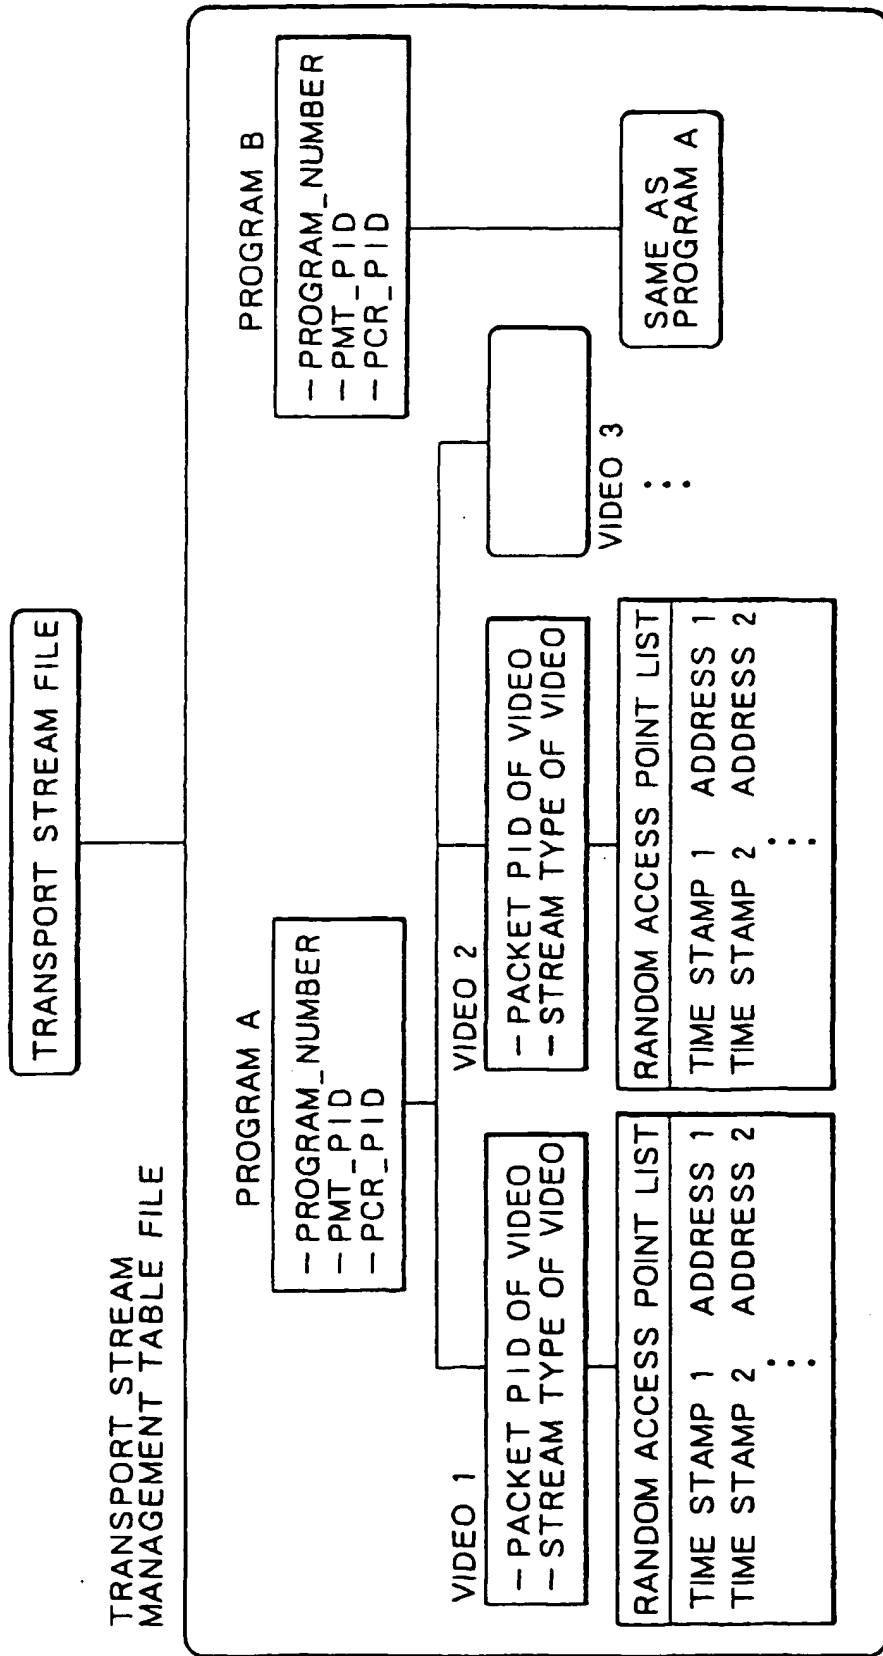 TRANSPORT STREAM FILE
TRANSPORT STREAM
MANAGEMENT TABLE FILE
PROGRAM A
—PROGRAM_NUMBER
—PMT_PID
—PCR_PID
PROGRAM B
—PROGRAM_NUMBER
—PMT_PID
—PCR_PID
VIDEO 1
—PACKET PID OF VIDEO
—STREAM TYPE OF VIDEO
RANDOM ACCESS POINT LIST
TIME STAMP 1 ADDRESS 1
TIME STAMP 2 ADDRESS 2
⋮
VIDEO 2
—PACKET PID OF VIDEO
—STREAM TYPE OF VIDEO
RANDOM ACCESS POINT LIST
TIME STAMP 1 ADDRESS 1
TIME STAMP 2 ADDRESS 2
⋮
VIDEO 3
⋮
SAME AS
PROGRAM A